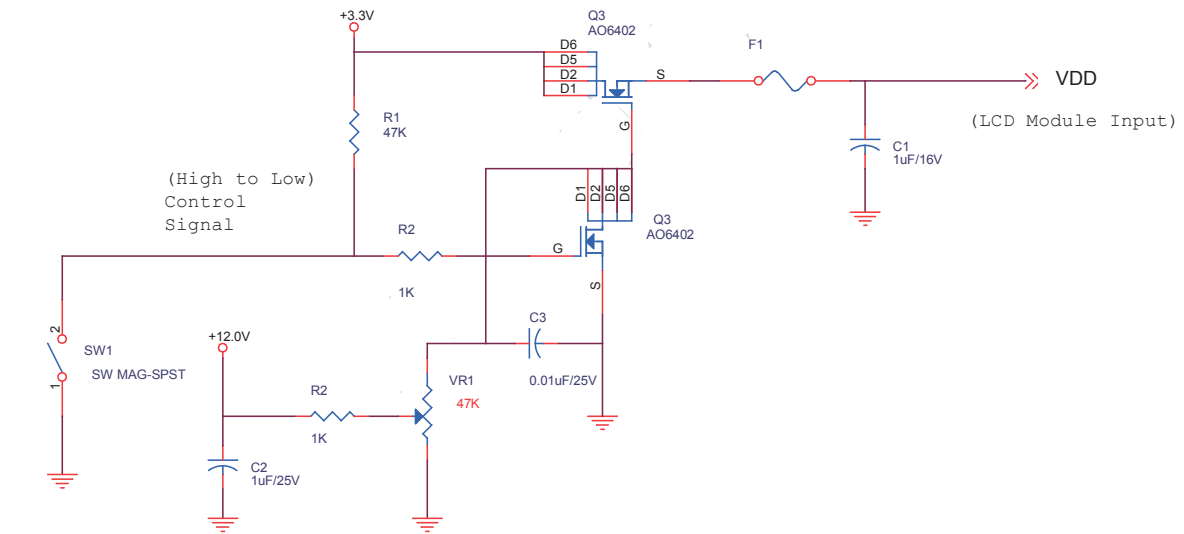 +3.3V
Q3
AO6402
D6
D5
D2
D1
S
G
F1
VDD
(LCD Module Input)
R1
47K
C1
1uF/16V
(High to Low)
Control
Signal
D1
D2
D5
D6
Q3
AO6402
R2
1K
G
S
2
1
SW1
SW MAG-SPST
+12.0V
C3
0.01uF/25V
R2
1K
VR1
47K
C2
1uF/25V